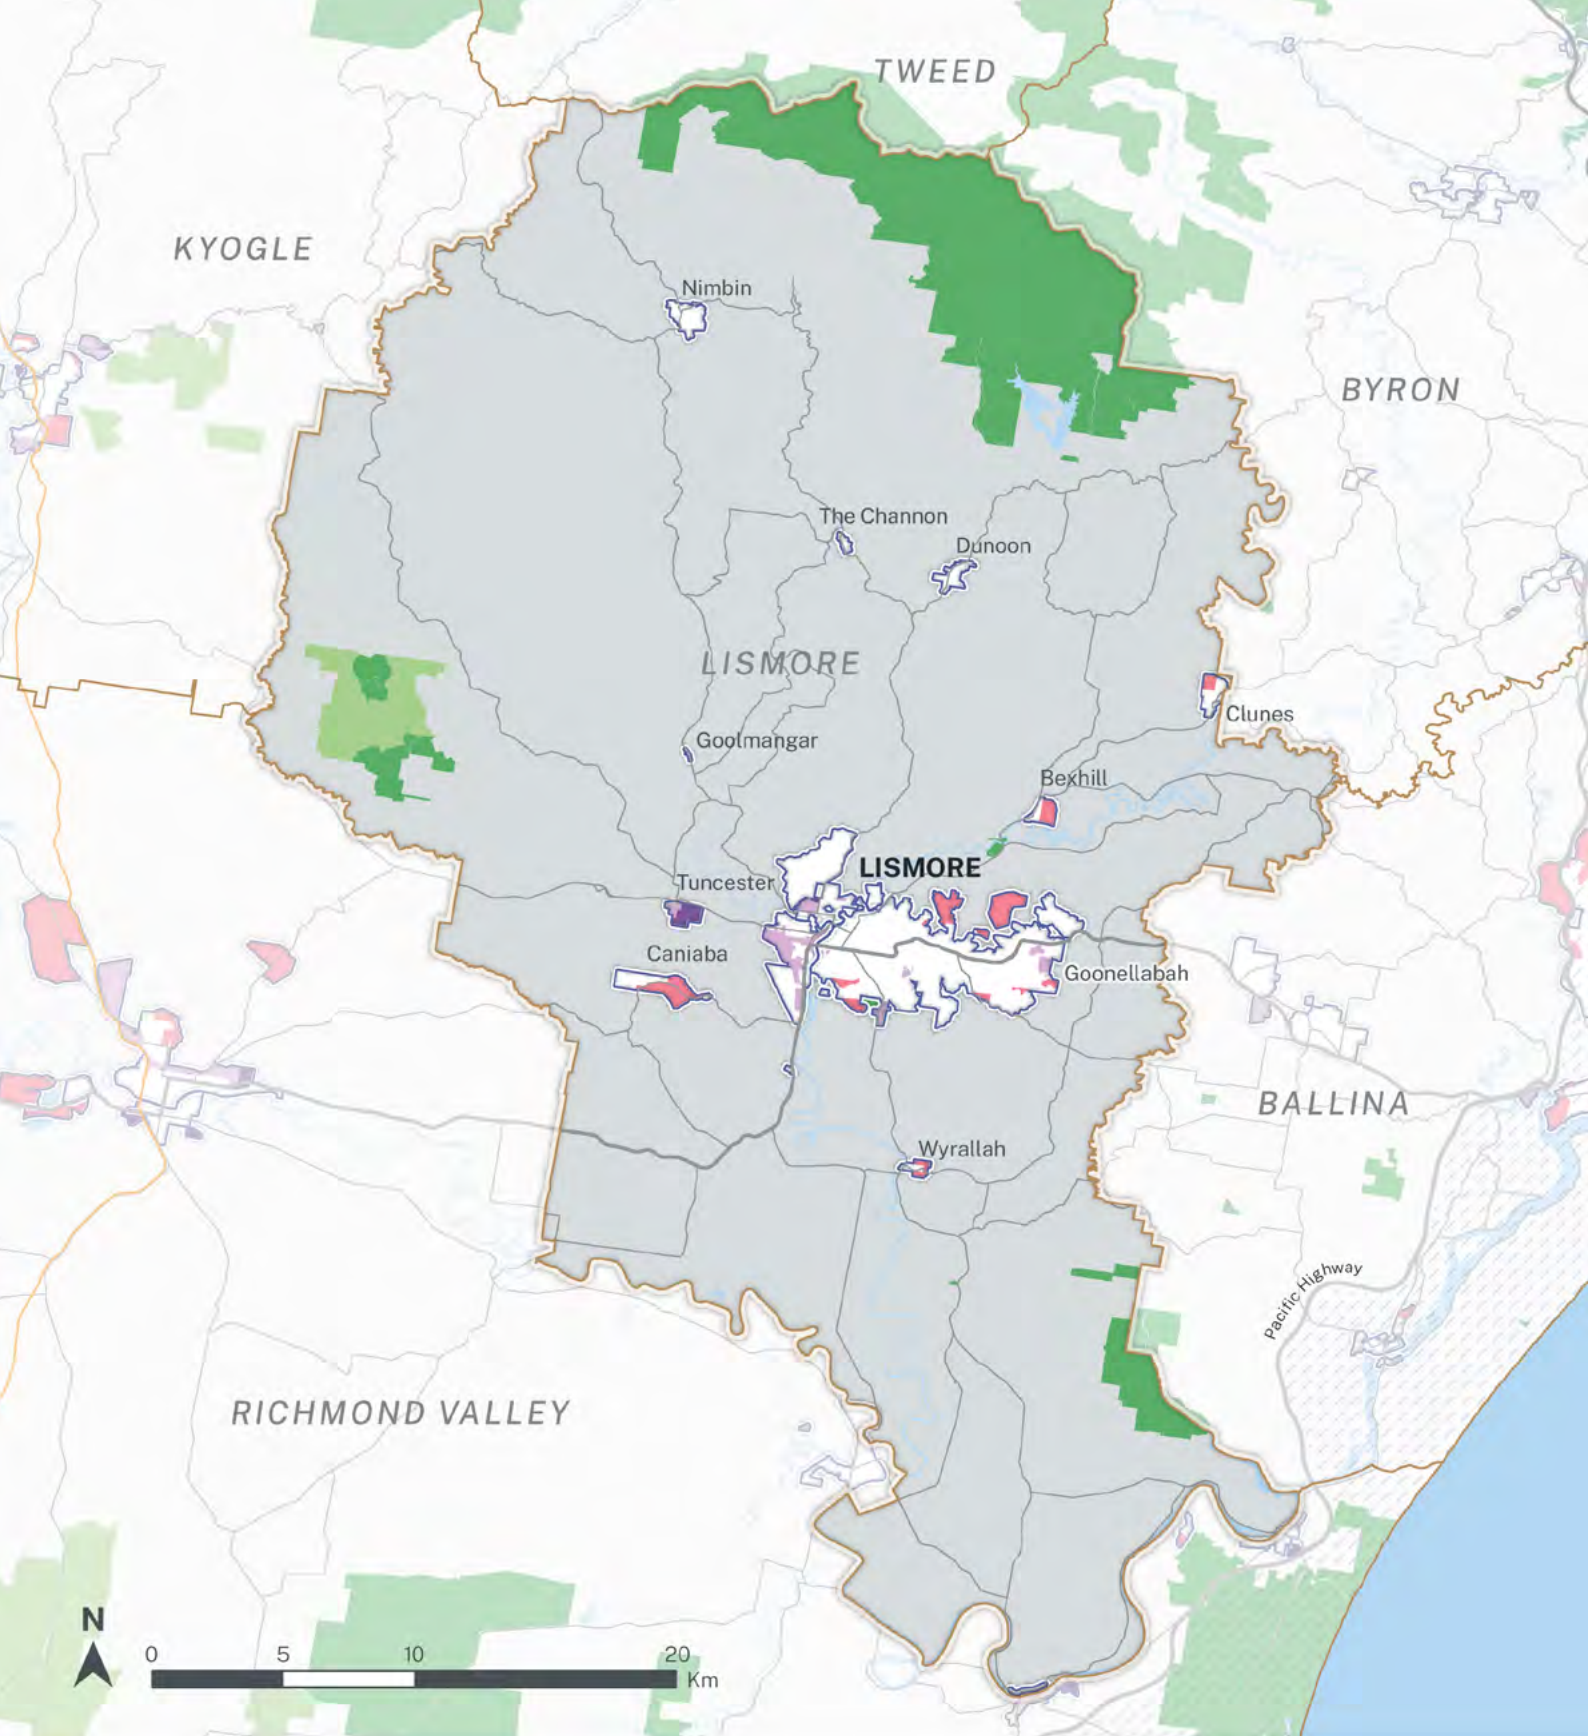 TWEED
KYOGLE
Nimbin
BYRON
The Channon
Dunoon
LISMORE
Clunes
Goolmangar
Bexhill
LISMORE
Tuncester
Caniaba
Goonellabah
BALLINA
Wyrallah
Pacific Highway
RICHMOND VALLEY
N
0 5 10 20
Km